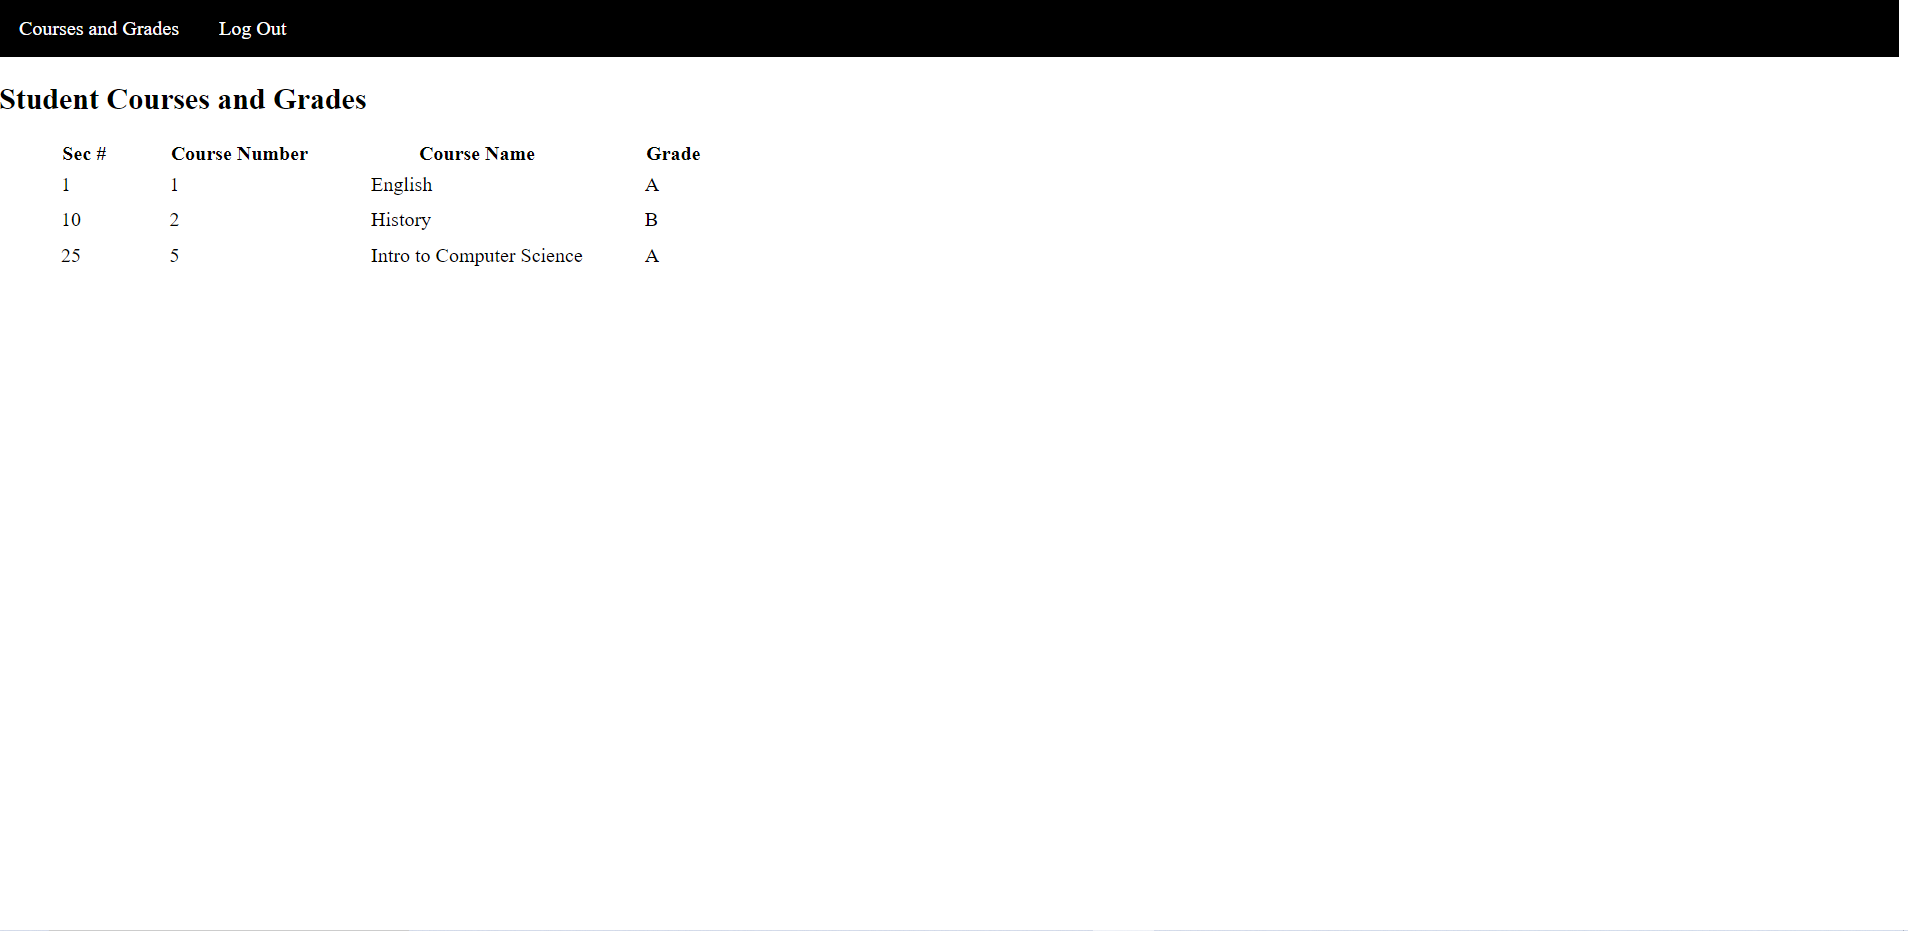 Courses and Grades Log Out
Student Courses and Grades
Sec # Course Number Course Name Grade
1 1 English A
10 2 History B
25 5 Intro to Computer Science A